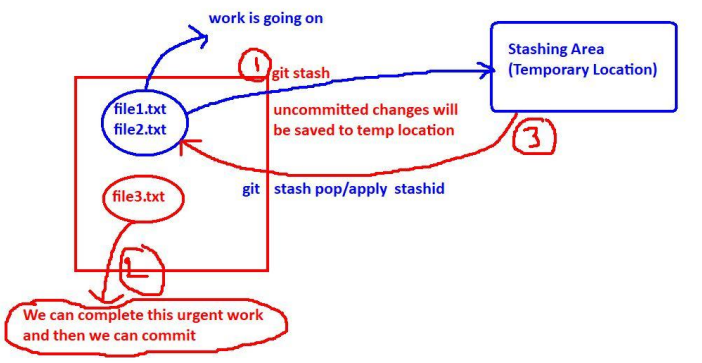 work is going on
1
git stash
Stashing Area
(Temporary Location)
file1.txt
file2.txt
uncommitted changes will
be saved to temp location
3
git stash pop/apply stashid
file3.txt
2
We can complete this urgent work
and then we can commit